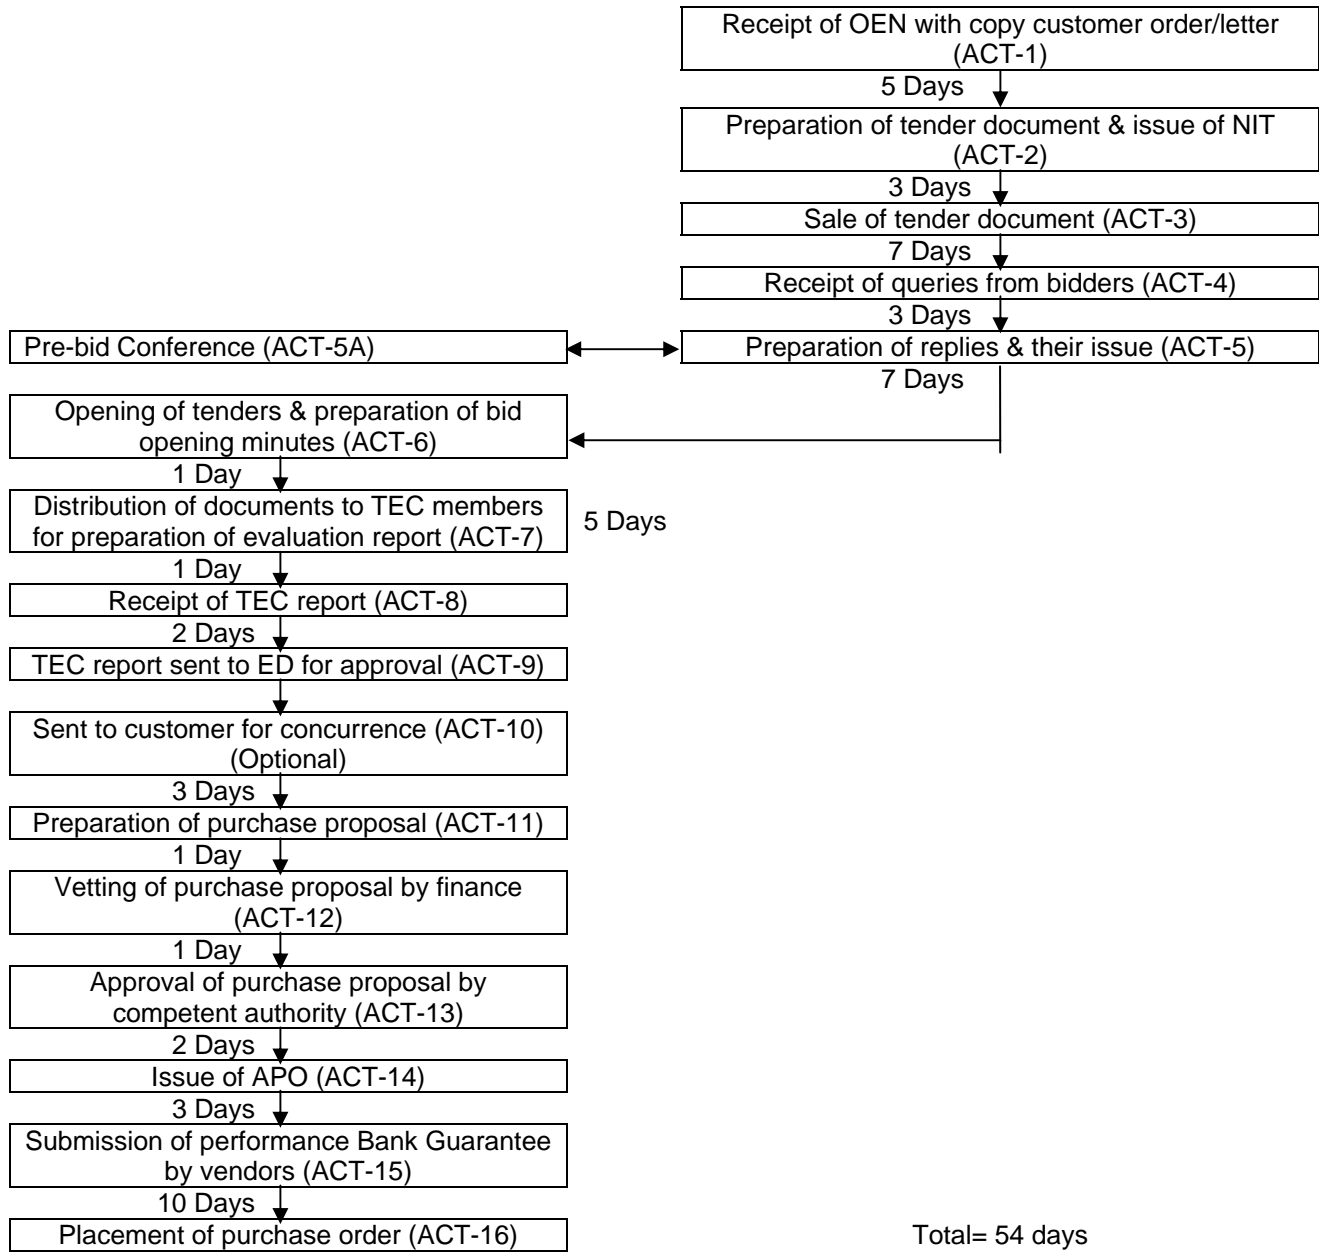 Receipt of OEN with copy customer order/letter
(ACT-1)
5 Days
Preparation of tender document & issue of NIT
(ACT-2)
3 Days
Sale of tender document (ACT-3)
7 Days
Receipt of queries from bidders (ACT-4)
3 Days
Pre-bid Conference (ACT-5A)
Preparation of replies & their issue (ACT-5)
7 Days
Opening of tenders & preparation of bid
opening minutes (ACT-6)
1 Day
Distribution of documents to TEC members
for preparation of evaluation report (ACT-7)
5 Days
1 Day
Receipt of TEC report (ACT-8)
2 Days
TEC report sent to ED for approval (ACT-9)
Sent to customer for concurrence (ACT-10)
(Optional)
3 Days
Preparation of purchase proposal (ACT-11)
1 Day
Vetting of purchase proposal by finance
(ACT-12)
1 Day
Approval of purchase proposal by
competent authority (ACT-13)
2 Days
Issue of APO (ACT-14)
3 Days
Submission of performance Bank Guarantee
by vendors (ACT-15)
10 Days
Placement of purchase order (ACT-16)
Total= 54 days